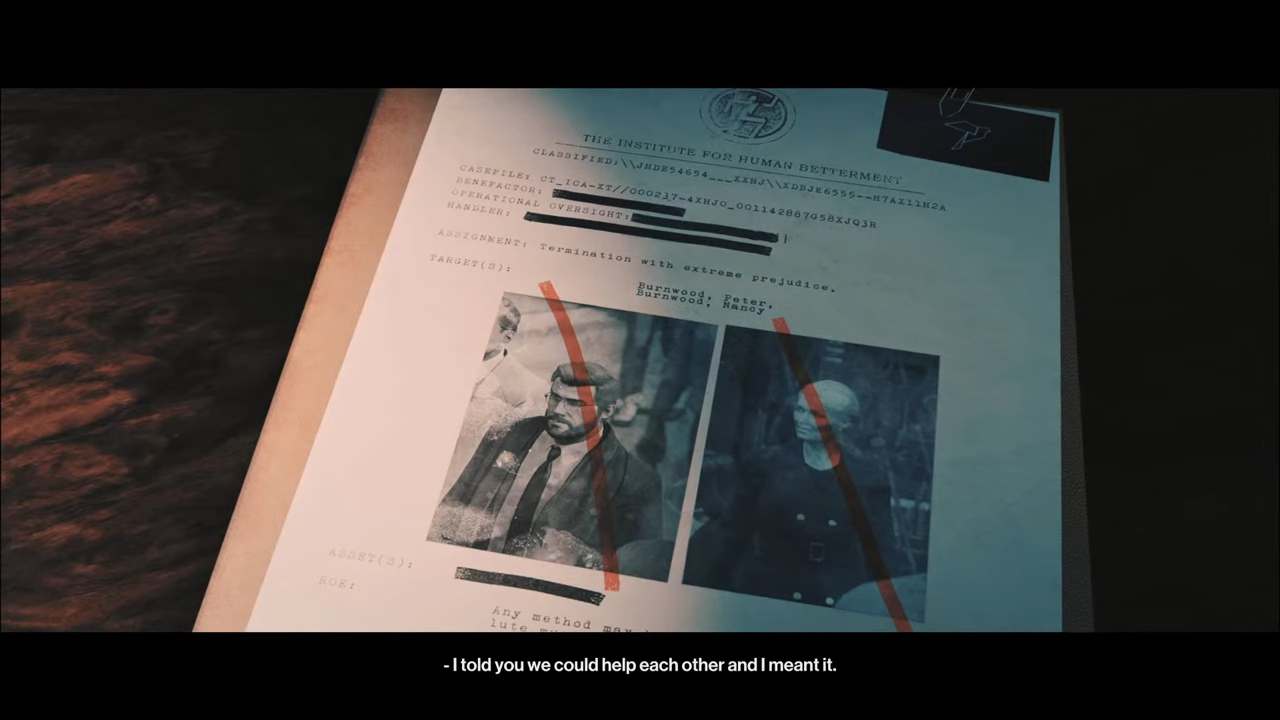 THE INSTITUTE FOR HUMAN BETTERMENT
CLASSIFIED:\\JHDE54654___XXHJ\\XDBJK6555--H7AX11H2A
CASEFILE: CT_ICA-XT//000237-4XHJO_001142887G58XJQ3R
BENEFACTOR:
OPERATIONAL OVERSIGHT:
HANDLER:
ASSIGNMENT: Termination with extreme prejudice.
TARGET(S):
Burnwood, Peter,
Burnwood, Nancy
ASSET(S):
ROE:
Any method may
- I told you we could help each other and I meant it.